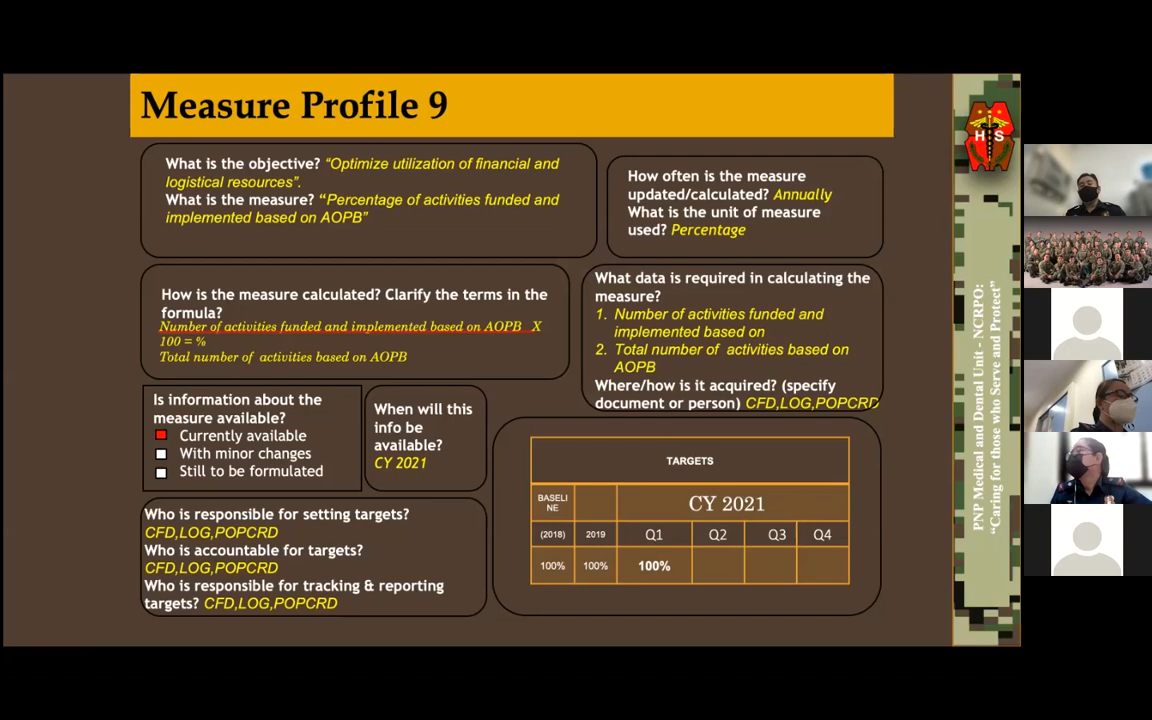 Measure Profile 9
What is the objective? "Optimize utilization of financial and
logistical resources".
What is the measure? "Percentage of activities funded and
implemented based on AOPB"
How often is the measure
updated/calculated? Annually
What is the unit of measure
used? Percentage
How is the measure calculated? Clarify the terms in the
formula?
Number of activities funded and implemented based on AOPB X
100 = %
Total number of activities based on AOPB
What data is required in calculating the
measure?
1. Number of activities funded and
implemented based on
2. Total number of activities based on
AOPB
Where/how is it acquired? (specify
document or person) CFD,LOG,POPCRD
Is information about the
measure available?
Currently available
With minor changes
Still to be formulated
When will this
info be
available?
CY 2021
Who is responsible for setting targets?
CFD,LOG,POPCRD
Who is accountable for targets?
CFD,LOG,POPCRD
Who is responsible for tracking & reporting
targets? CFD,LOG,POPCRD
TARGETS
BASELI
NE
CY 2021
(2018) 2019 Q1 Q2 Q3 Q4
100% 100% 100%
H S
PNP Medical and Dental Unit - NCRPO:
"Caring for those who Serve and Protect"